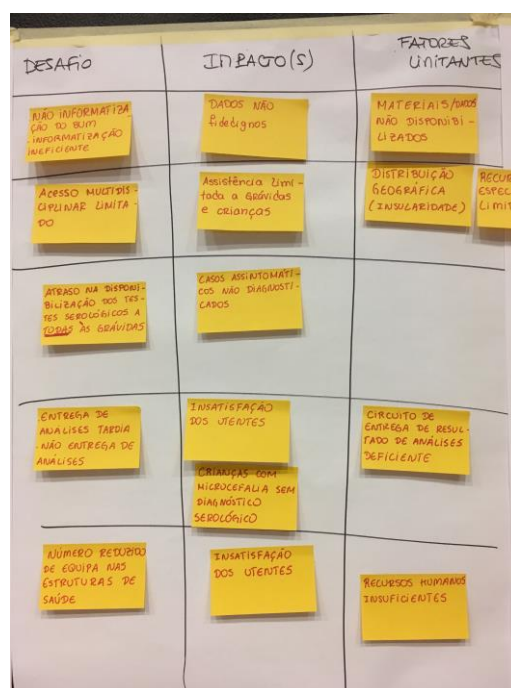 DESAFIO
IMPACTO(S)
FATORES
LIMITANTES
NÃO INFORMATIZA
ÇÃO DO BUM
- INFORMATIZAÇÃO
INEFICIENTE
DADOS NÃO
fidedignos
MATERIAIS/DADOS
NÃO DISPONIBI -
LIZADOS
ACESSO MULTIDIS -
CIPLINAR LIMITA -
DO
Assistência Limi -
tada a Grávidas
e crianças
DISTRIBUIÇÃO
GEOGRÁFICA
(INSULARIDADE)
RECUR
ESPEC
Limit
ATRASO NA DISPONI-
BILIZAÇÃO DOS TES-
TES SEROLÓGICOS A
TODAS AS GRÁVIDAS
CASOS ASSINTOMÁTI-
COS NÃO DIAGNOSTI-
CADOS
ENTREGA DE
ANÁLISES TARDIA
- NÃO ENTREGA DE
ANÁLISES
INSATISFAÇÃO
DOS UTENTES
CRIANÇAS COM
MICROCEFALIA SEM
DIAGNÓSTICO
SEROLÓGICO
CIRCUITO DE
ENTREGA DE RESUL-
TADO DE ANÁLISES
DEFICIENTE
NÚMERO REDUZIDO
DE EQUIPA NAS
ESTRUTURAS DE
SAÚDE
INSATISFAÇÃO
DOS UTENTES
RECURSOS HUMANOS
INSUFICIENTES